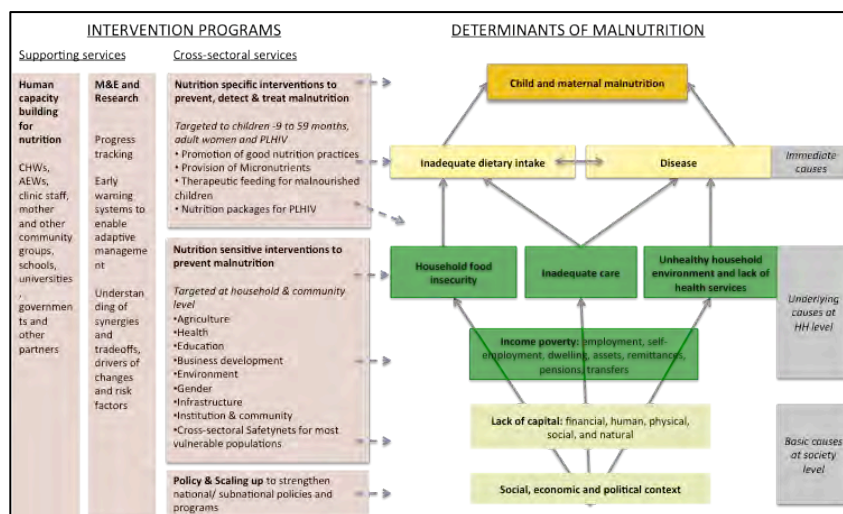 INTERVENTION PROGRAMS
DETERMINANTS OF MALNUTRITION
Supporting services
Cross-sectoral services
Human
capacity
building
for
nutrition
CHWs,
AEWs,
clinic staff,
mother
and other
community
groups,
schools,
universities
,
governmen
ts and
other
partners
M&E and
Research
Progress
tracking
Early
warning
systems to
enable
adaptive
manageme
nt
Understan
ding of
synergies
and
tradeoffs,
drivers of
changes
and risk
factors
Nutrition specific interventions to
prevent, detect & treat malnutrition
Targeted to children -9 to 59 months,
adult women and PLHIV
• Promotion of good nutrition practices
• Provision of Micronutrients
• Therapeutic feeding for malnourished
children
• Nutrition packages for PLHIV
Nutrition sensitive interventions to
prevent malnutrition
Targeted at household & community
level
•Agriculture
•Health
•Education
•Business development
•Environment
•Gender
•Infrastructure
•Institution & community
•Cross-sectoral Safetynets for most
vulnerable populations
Policy & Scaling up to strengthen
national/ subnational policies and
programs
Child and maternal malnutrition
Inadequate dietary intake
Disease
Immediate
causes
Household food
insecurity
Inadequate care
Unhealthy household
environment and lack of
health services
Underlying
causes at
HH level
Income poverty: employment, self-
employment, dwelling, assets, remittances,
pensions, transfers
Lack of capital: financial, human, physical,
social, and natural
Basic causes
at society
level
Social, economic and political context